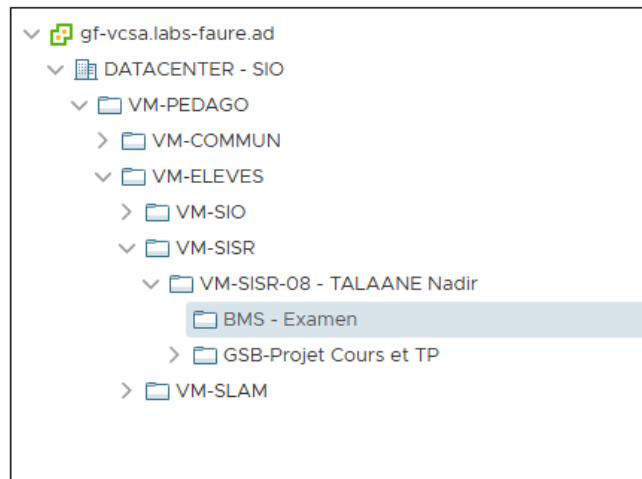 gf-vcsa.labs-faure.ad
DATACENTER - SIO
VM-PEDAGO
VM-COMMUN
VM-ELEVES
VM-SIO
VM-SISR
VM-SISR-08 - TALAANE Nadir
BMS - Examen
GSB-Projet Cours et TP
VM-SLAM